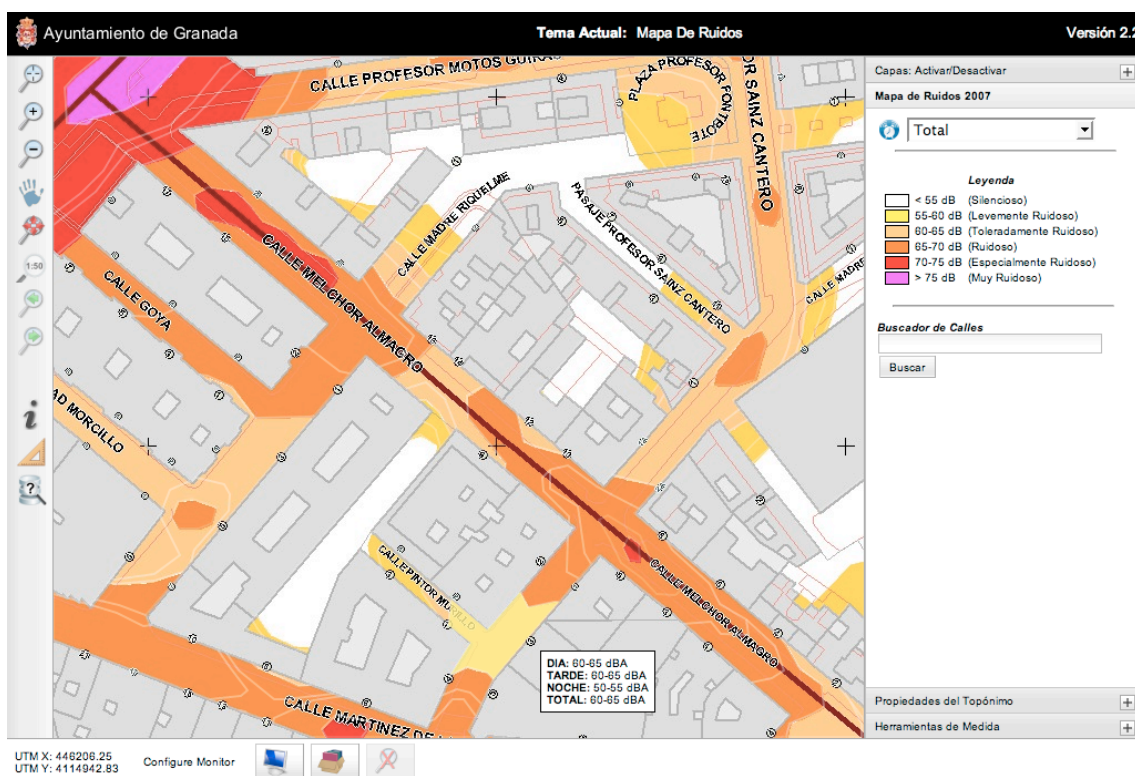 Ayuntamiento de Granada
Tema Actual: Mapa De Ruidos
Versión 2.2
CALLE PROFESOR MOTOS GUIRAO
PLAZA PROFESOR FONTBOTE
OR SAINZ CANTERO
CALLE MADRE RIQUELME
PASAJE PROFESOR SAINZ CANTERO
CALLE MADRE
CALLE MELCHOR ALMAGRO
CALLE GOYA
AD MORCILLO
CALLE PINTOR MURILLO
CALLE MELCHOR ALMAGRO
CALLE MARTINEZ DE
DIA: 60-65 dBA
TARDE: 60-65 dBA
NOCHE: 50-55 dBA
TOTAL: 60-65 dBA
1:50
Capas: Activar/Desactivar
Mapa de Ruidos 2007
Total
Leyenda
< 55 dB (Silencioso)
55-60 dB (Levemente Ruidoso)
60-65 dB (Toleradamente Ruidoso)
65-70 dB (Ruidoso)
70-75 dB (Especialmente Ruidoso)
> 75 dB (Muy Ruidoso)
Buscador de Calles
Buscar
Propiedades del Topónimo
Herramientas de Medida
UTM X: 446206.25
UTM Y: 4114942.83
Configure Monitor